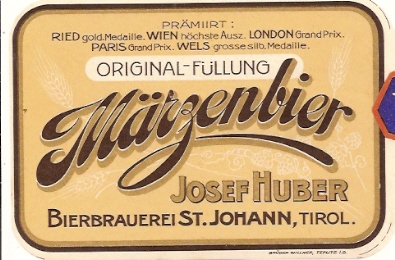 PRÄMIIRT:
RIED gold.Medaille. WIEN höchste Ausz. LONDON Grand Prix.
PARIS Grand Prix. WELS grosse silb. Medaille.
ORIGINAL-FÜLLUNG
Märzenbier
JOSEF HUBER
BIERBRAUEREI ST. JOHANN, TIROL.